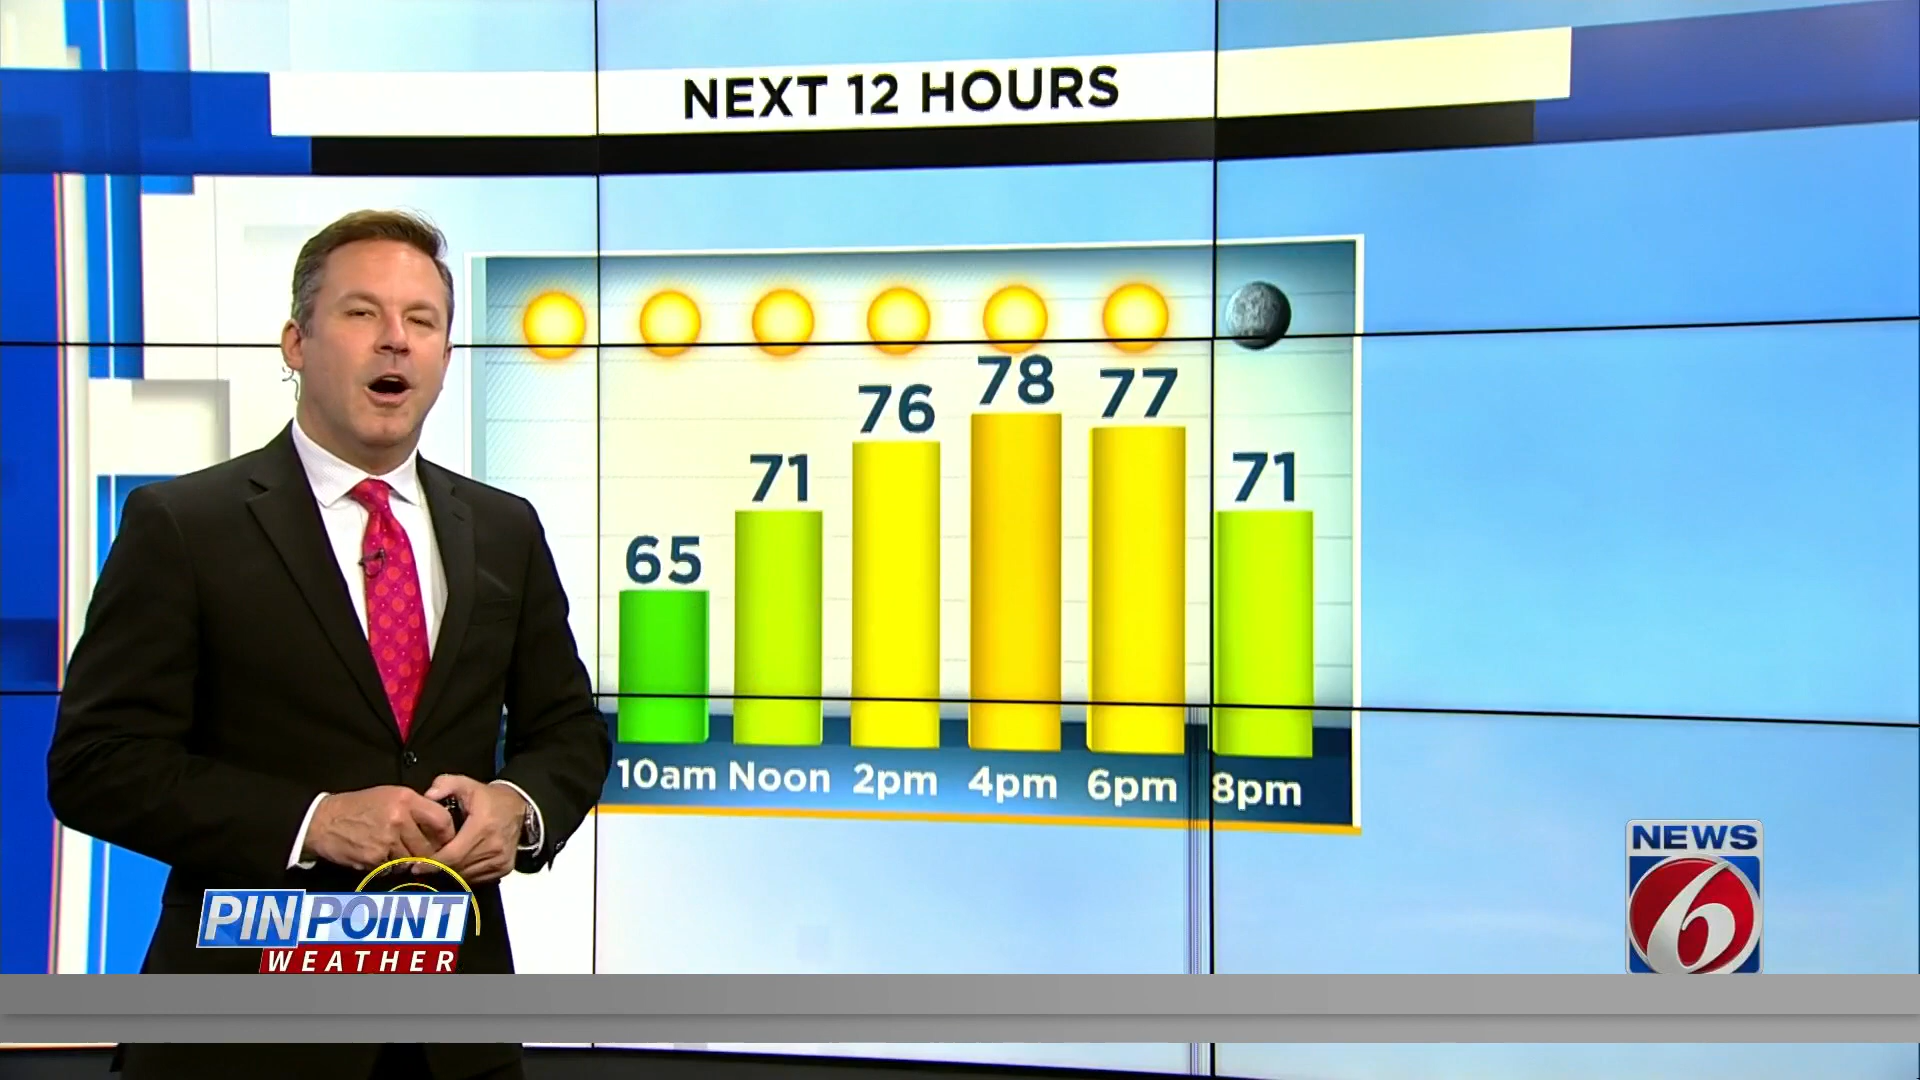 NEXT 12 HOURS
65 71 76 78 77 71
10am Noon 2pm 4pm 6pm 8pm
PINPOINT
WEATHER
NEWS
6